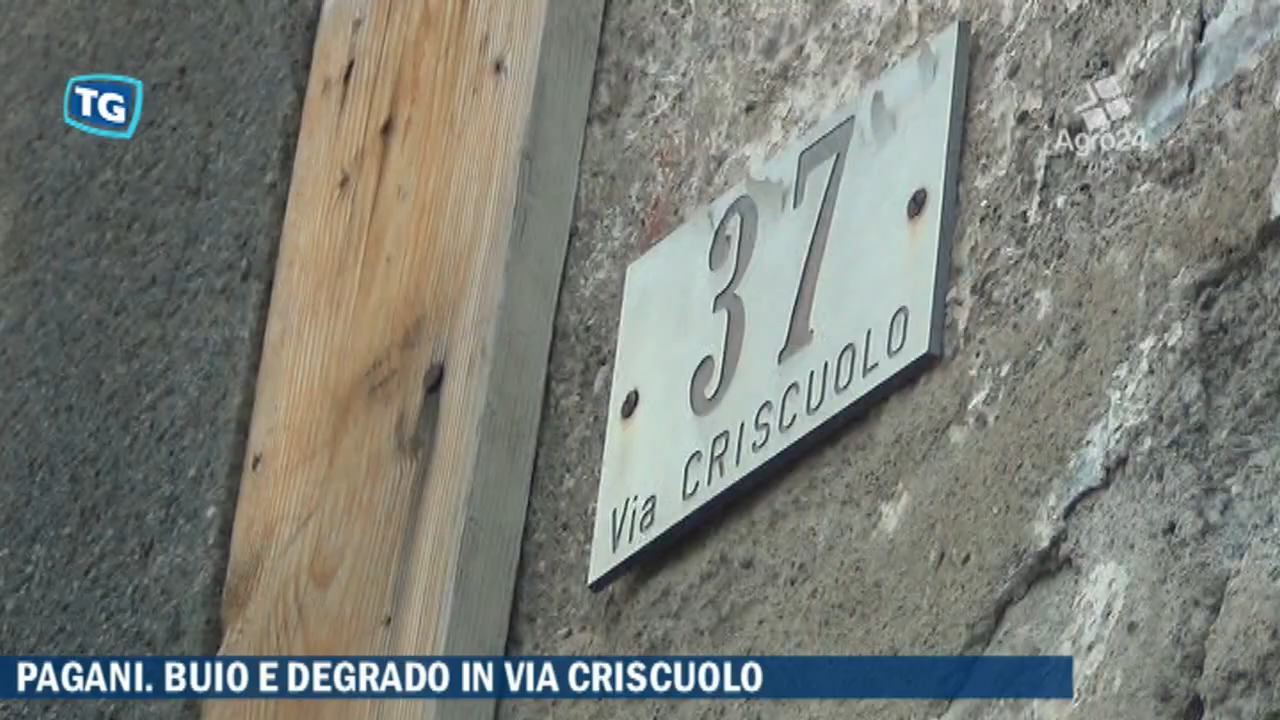 TG
Agro24
37
Via CRISCUOLO
PAGANI. BUIO E DEGRADO IN VIA CRISCUOLO